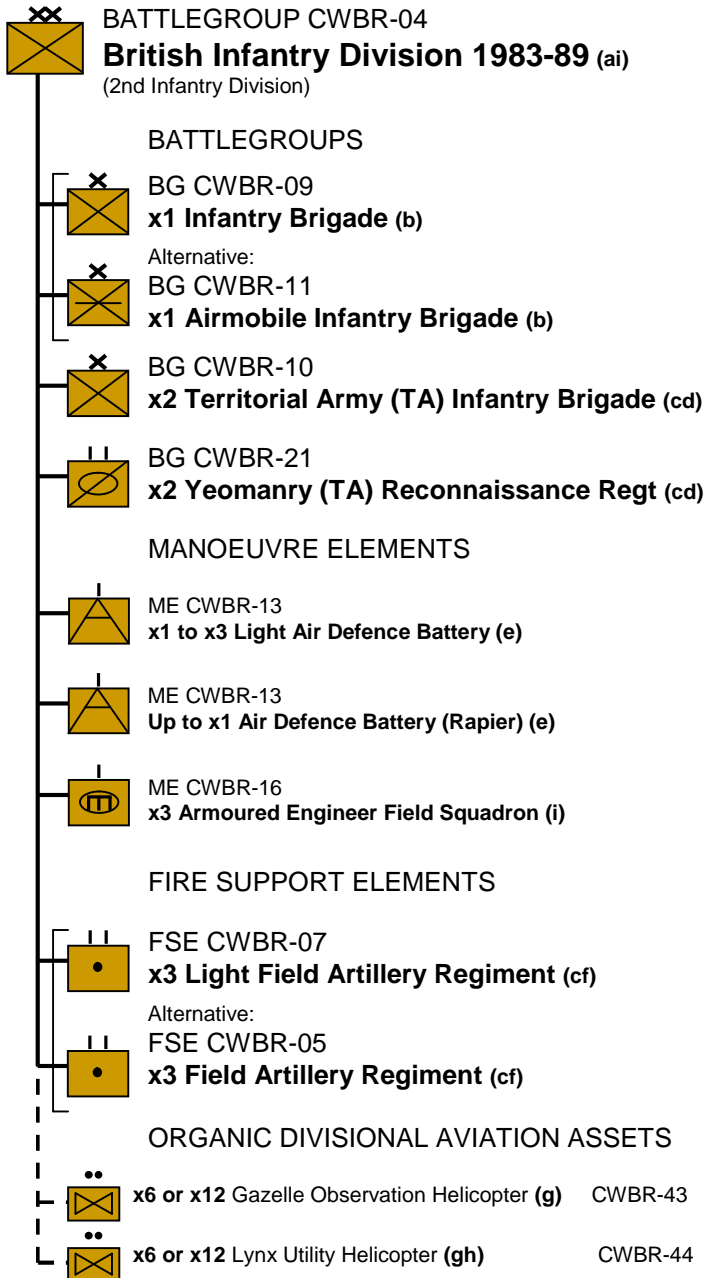 BATTLEGROUP CWBR-04
British Infantry Division 1983-89 (ai)
(2nd Infantry Division)
BATTLEGROUPS
BG CWBR-09
x1 Infantry Brigade (b)
Alternative:
BG CWBR-11
x1 Airmobile Infantry Brigade (b)
BG CWBR-10
x2 Territorial Army (TA) Infantry Brigade (cd)
BG CWBR-21
x2 Yeomanry (TA) Reconnaissance Regt (cd)
MANOEUVRE ELEMENTS
ME CWBR-13
x1 to x3 Light Air Defence Battery (e)
ME CWBR-13
Up to x1 Air Defence Battery (Rapier) (e)
ME CWBR-16
x3 Armoured Engineer Field Squadron (i)
FIRE SUPPORT ELEMENTS
FSE CWBR-07
x3 Light Field Artillery Regiment (cf)
Alternative:
FSE CWBR-05
x3 Field Artillery Regiment (cf)
ORGANIC DIVISIONAL AVIATION ASSETS
x6 or x12 Gazelle Observation Helicopter (g) CWBR-43
x6 or x12 Lynx Utility Helicopter (gh) CWBR-44